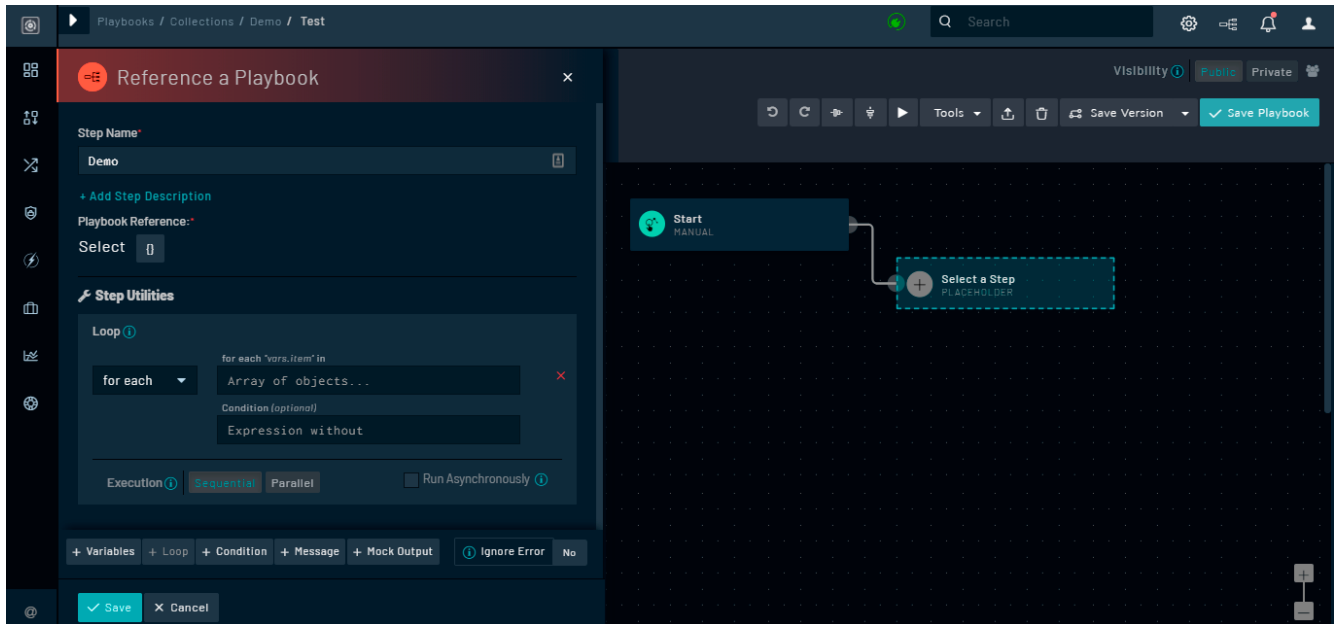 Playbooks / Collections / Demo / Test
Search
Reference a Playbook
Visibility
Public
Private
Tools
Save Version
Save Playbook
Step Name*
Demo
+ Add Step Description
Playbook Reference:*
Select {}
Start
MANUAL
Select a Step
PLACEHOLDER
Step Utilities
Loop
for each "vars.item" in
for each
Array of objects...
Condition (optional)
Expression without
Execution
Sequential
Parallel
Run Asynchronously
+ Variables
+ Loop
+ Condition
+ Message
+ Mock Output
Ignore Error
No
Save
Cancel
@